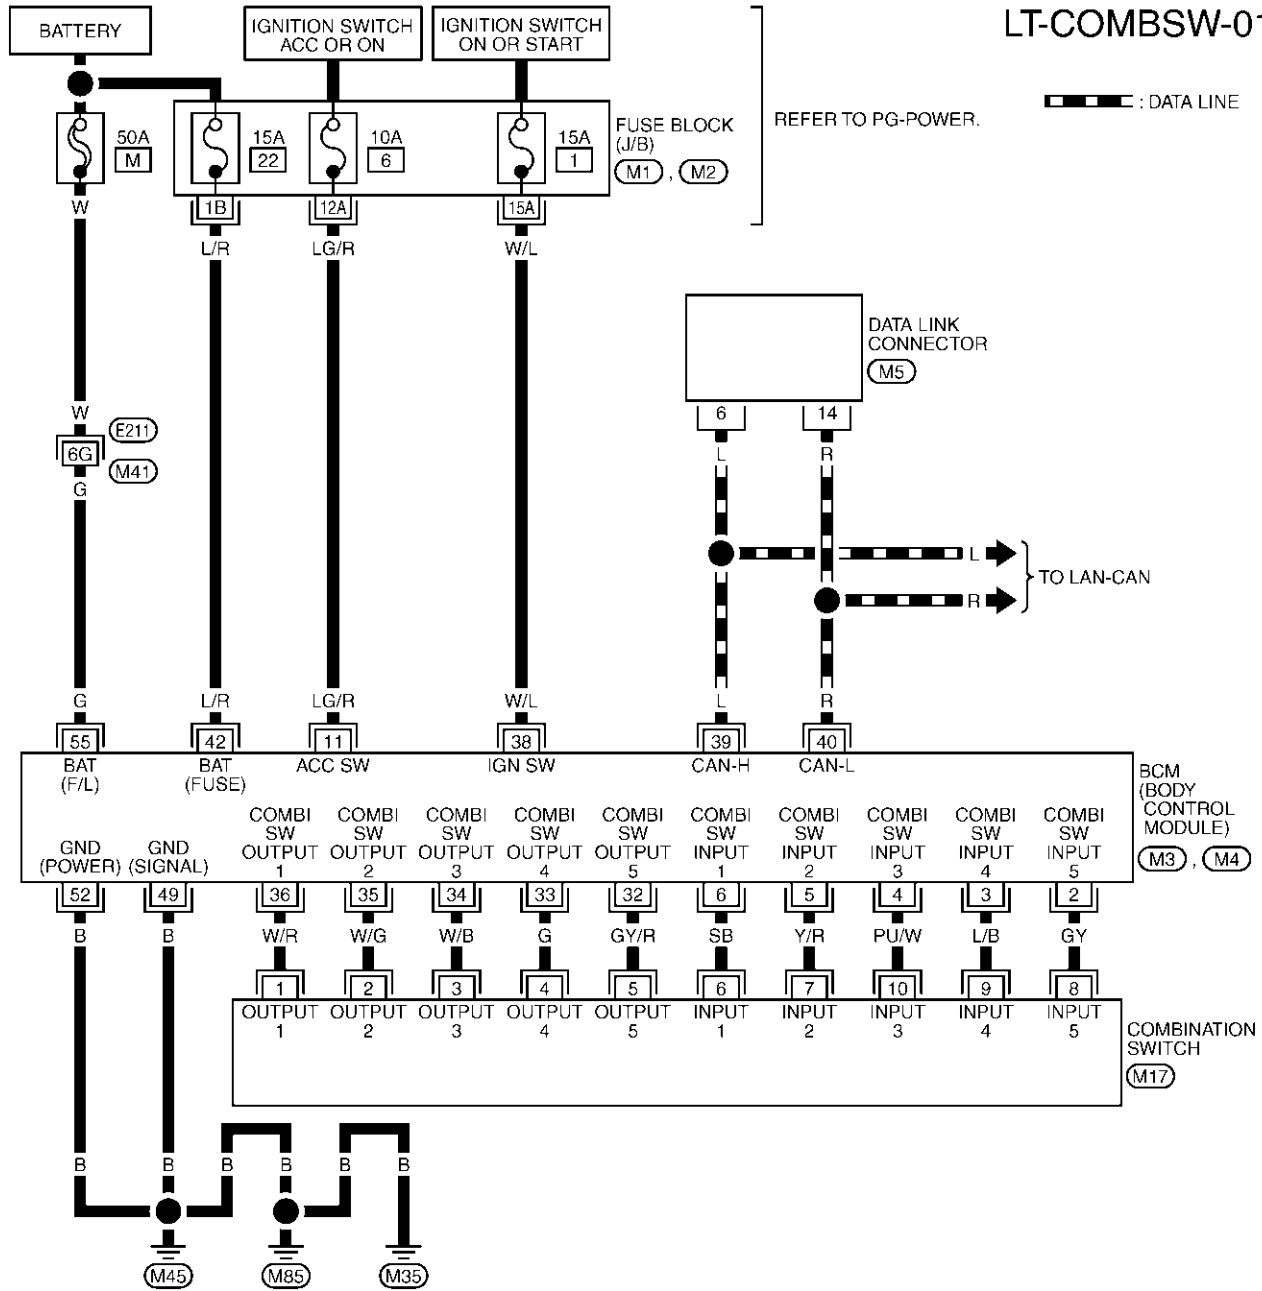 LT-COMBSW-01
BATTERY
IGNITION SWITCH
ACC OR ON
IGNITION SWITCH
ON OR START
: DATA LINE
REFER TO PG-POWER.
50A
M
15A
22
10A
6
15A
1
FUSE BLOCK
(J/B)
M1 , M2
W
1B
12A
15A
L/R
LG/R
W/L
DATA LINK
CONNECTOR
M5
6
14
L
R
W
E211
6G
M41
G
L
R
TO LAN-CAN
G
L/R
LG/R
W/L
L
R
55
42
11
38
39
40
BAT
(F/L)
BAT
(FUSE)
ACC SW
IGN SW
CAN-H
CAN-L
BCM
(BODY
CONTROL
MODULE)
M3 , M4
GND
(POWER)
GND
(SIGNAL)
COMBI
SW
OUTPUT
1
COMBI
SW
OUTPUT
2
COMBI
SW
OUTPUT
3
COMBI
SW
OUTPUT
4
COMBI
SW
OUTPUT
5
COMBI
SW
INPUT
1
COMBI
SW
INPUT
2
COMBI
SW
INPUT
3
COMBI
SW
INPUT
4
COMBI
SW
INPUT
5
52
49
36
35
34
33
32
6
5
4
3
2
B
B
W/R
W/G
W/B
G
GY/R
SB
Y/R
PU/W
L/B
GY
1
2
3
4
5
6
7
10
9
8
OUTPUT
1
OUTPUT
2
OUTPUT
3
OUTPUT
4
OUTPUT
5
INPUT
1
INPUT
2
INPUT
3
INPUT
4
INPUT
5
COMBINATION
SWITCH
M17
B
B
B
B
B
B
M45
M85
M35